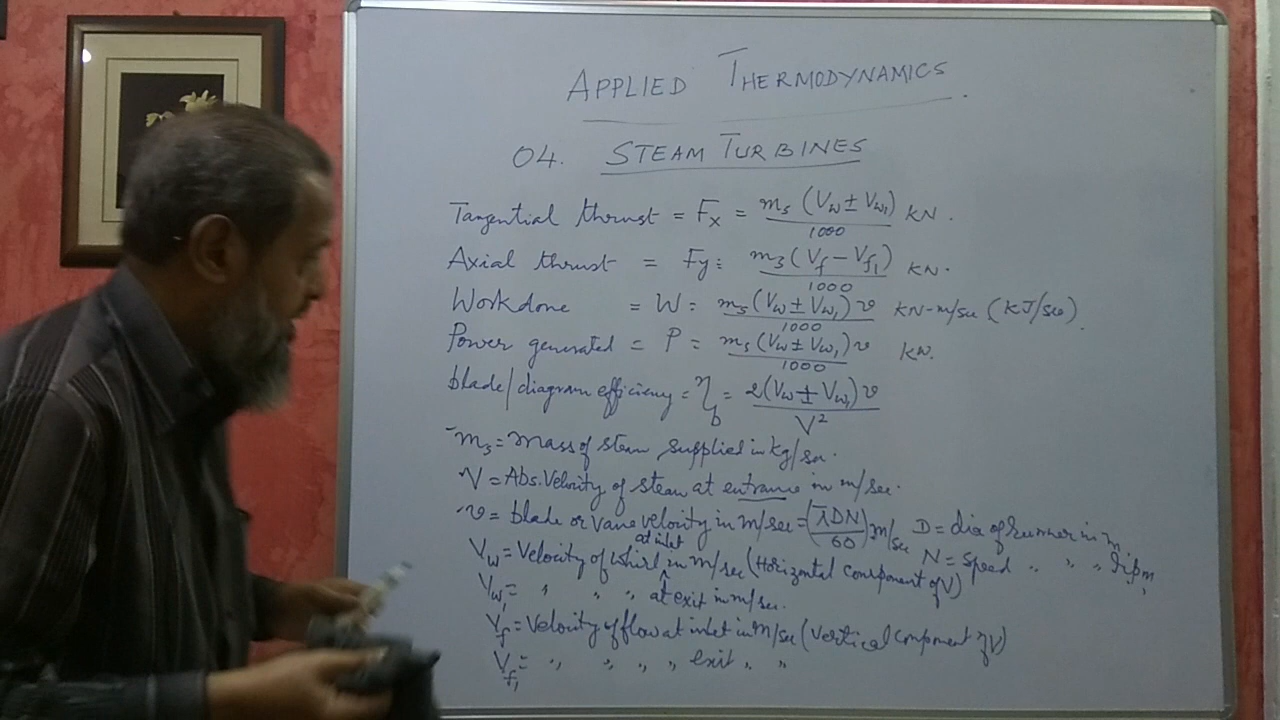 APPLIED THERMODYNAMICS.
04. STEAM TURBINES
Tangential thrust = Fx = ms (Vw ± Vw1) / 1000 KN.
Axial thrust = Fy = ms (Vf − Vf1) / 1000 KN.
Workdone = W = ms (Vw ± Vw1) v / 1000 KN-m/sec (KJ/sec).
Power generated = P = ms (Vw ± Vw1) v / 1000 KW.
blade/diagram efficiency = ηb = 2(Vw ± Vw1) v / V²
ms = Mass of steam supplied in kg/sec.
V = Abs. Velocity of steam at entrance in m/sec.
v = blade or vane velocity in m/sec = (πDN / 60) m/sec D = dia of runner in m
Vw = Velocity of whirl at inlet in m/sec (Horizontal component of V) N = speed ,, ,, ,, rpm,
Vw1 = ,, ,, ,, at exit in m/sec.
Vf = Velocity of flow at inlet in m/sec (Vertical component of V)
Vf1 = ,, ,, ,, ,, exit ,, ,,